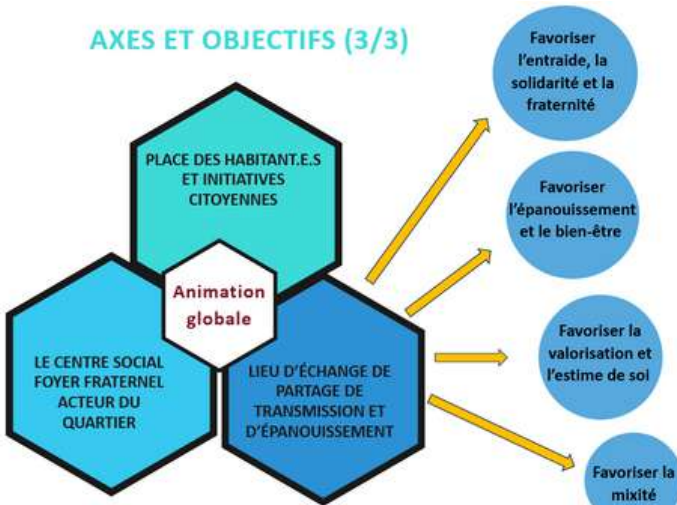 AXES ET OBJECTIFS (3/3)
PLACE DES HABITANT.E.S
ET INITIATIVES
CITOYENNES
Animation
globale
LE CENTRE SOCIAL
FOYER FRATERNEL
ACTEUR DU
QUARTIER
LIEU D'ÉCHANGE DE
PARTAGE DE
TRANSMISSION ET
D'ÉPANOUISSEMENT
Favoriser
l'entraide, la
solidarité et la
fraternité
Favoriser
l'épanouissement
et le bien-être
Favoriser la
valorisation et
l'estime de soi
Favoriser la
mixité